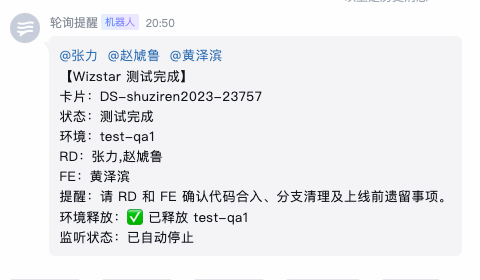 轮询提醒 机器人 20:50
@张力 @赵虓鲁 @黄泽滨
【Wizstar 测试完成】
卡片：DS-shuziren2023-23757
状态：测试完成
环境：test-qa1
RD：张力,赵虓鲁
FE：黄泽滨
提醒：请 RD 和 FE 确认代码合入、分支清理及上线前遗留事项。
环境释放：✅ 已释放 test-qa1
监听状态：已自动停止